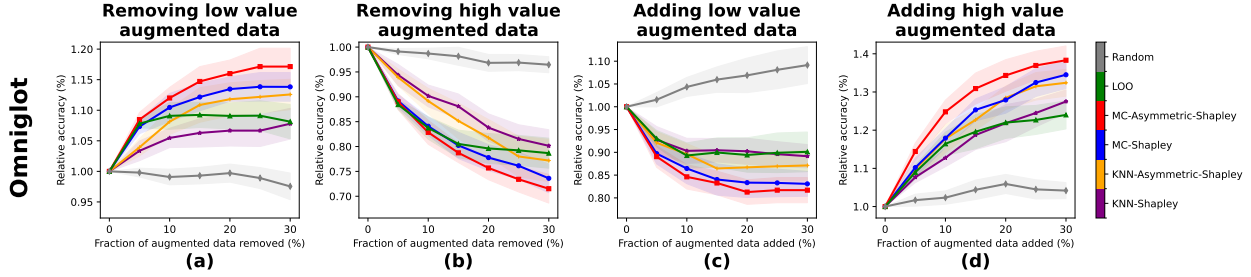 Omniglot
Removing low value
augmented data
Relative accuracy (%)
1.20
1.15
1.10
1.05
1.00
0.95
0
10
20
30
Fraction of augmented data removed (%)
(a)
Removing high value
augmented data
Relative accuracy (%)
1.00
0.95
0.90
0.85
0.80
0.75
0.70
0
10
20
30
Fraction of augmented data removed (%)
(b)
Adding low value
augmented data
Relative accuracy (%)
1.10
1.05
1.00
0.95
0.90
0.85
0.80
0
10
20
30
Fraction of augmented data added (%)
(c)
Adding high value
augmented data
Relative accuracy (%)
1.4
1.3
1.2
1.1
1.0
0
10
20
30
Fraction of augmented data added (%)
(d)
Random
LOO
MC-Asymmetric-Shapley
MC-Shapley
KNN-Asymmetric-Shapley
KNN-Shapley